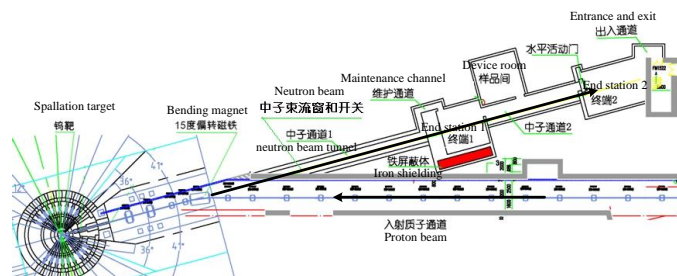 Entrance and exit
出入通道
水平活动门
Device room
样品间
Maintenance channel
维护通道
Neutron beam
中子束流窗和开关
End station 2
终端2
Spallation target
钨靶
Bending magnet
15度偏转磁铁
中子通道1
neutron beam tunnel
End station 1
终端1
中子通道2
铁屏蔽体
Iron shielding
41°
36°
36°
41°
入射质子通道
Proton beam